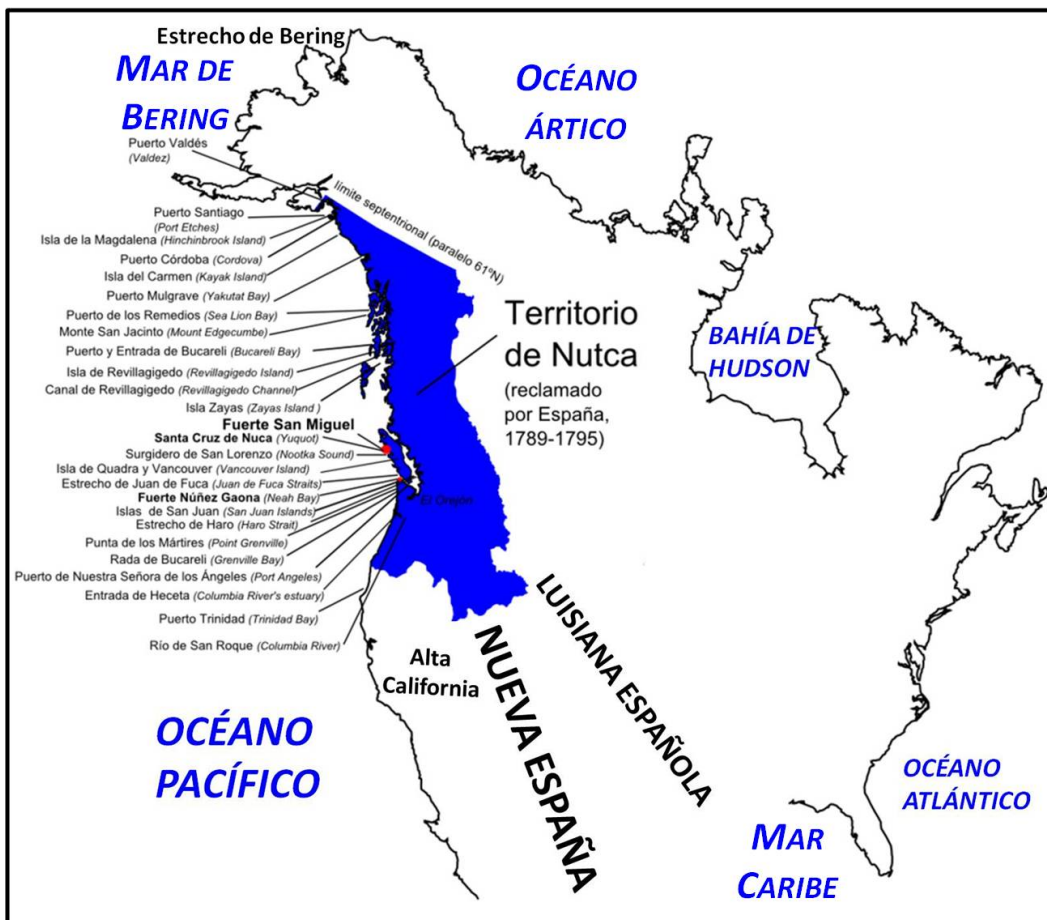 Estrecho de Bering
MAR DE
BERING
OCÉANO
ÁRTICO
Puerto Valdés
(Valdez)
límite septentrional (paralelo 61ºN)
Puerto Santiago
(Port Etches)
Isla de la Magdalena (Hinchinbrook Island)
Puerto Córdoba (Cordova)
Isla del Carmen (Kayak Island)
Puerto Mulgrave (Yakutat Bay)
Puerto de los Remedios (Sea Lion Bay)
Monte San Jacinto (Mount Edgecumbe)
Puerto y Entrada de Bucareli (Bucareli Bay)
Isla de Revillagigedo (Revillagigedo Island)
Canal de Revillagigedo (Revillagigedo Channel)
Isla Zayas (Zayas Island )
Fuerte San Miguel
Santa Cruz de Nuca (Yuquot)
Surgidero de San Lorenzo (Nootka Sound)
Isla de Quadra y Vancouver (Vancouver Island)
Estrecho de Juan de Fuca (Juan de Fuca Straits)
Fuerte Núñez Gaona (Neah Bay)
Islas de San Juan (San Juan Islands)
Estrecho de Haro (Haro Strait)
Punta de los Mártires (Point Grenville)
Rada de Bucareli (Grenville Bay)
Puerto de Nuestra Señora de los Ángeles (Port Angeles)
Entrada de Heceta (Columbia River's estuary)
Puerto Trinidad (Trinidad Bay)
Río de San Roque (Columbia River)
Territorio
de Nutca
(reclamado
por España,
1789-1795)
El Oregón
BAHÍA DE
HUDSON
Alta
California
NUEVA ESPAÑA
LUISIANA ESPAÑOLA
OCÉANO
PACÍFICO
OCÉANO
ATLÁNTICO
MAR
CARIBE